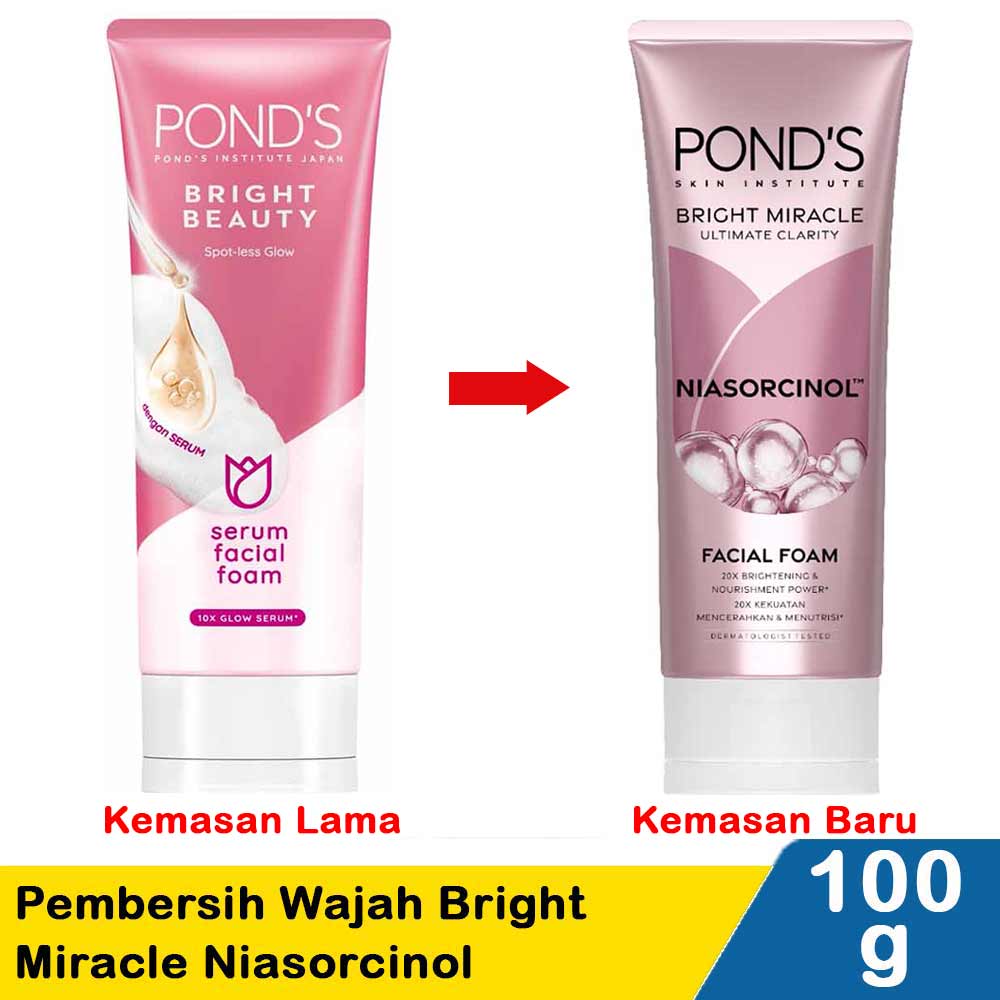 POND'S
POND'S INSTITUTE JAPAN
BRIGHT
BEAUTY
Spot-less Glow
dengan SERUM
serum
facial
foam
10X GLOW SERUM*
POND'S
SKIN INSTITUTE
BRIGHT MIRACLE
ULTIMATE CLARITY
NIASORCINOL™
FACIAL FOAM
20X BRIGHTENING &
NOURISHMENT POWER*
20X KEKUATAN
MENCERAHKAN & MENUTRISI*
DERMATOLOGIST TESTED
Kemasan Lama
Kemasan Baru
Pembersih Wajah Bright
Miracle Niasorcinol
100
g